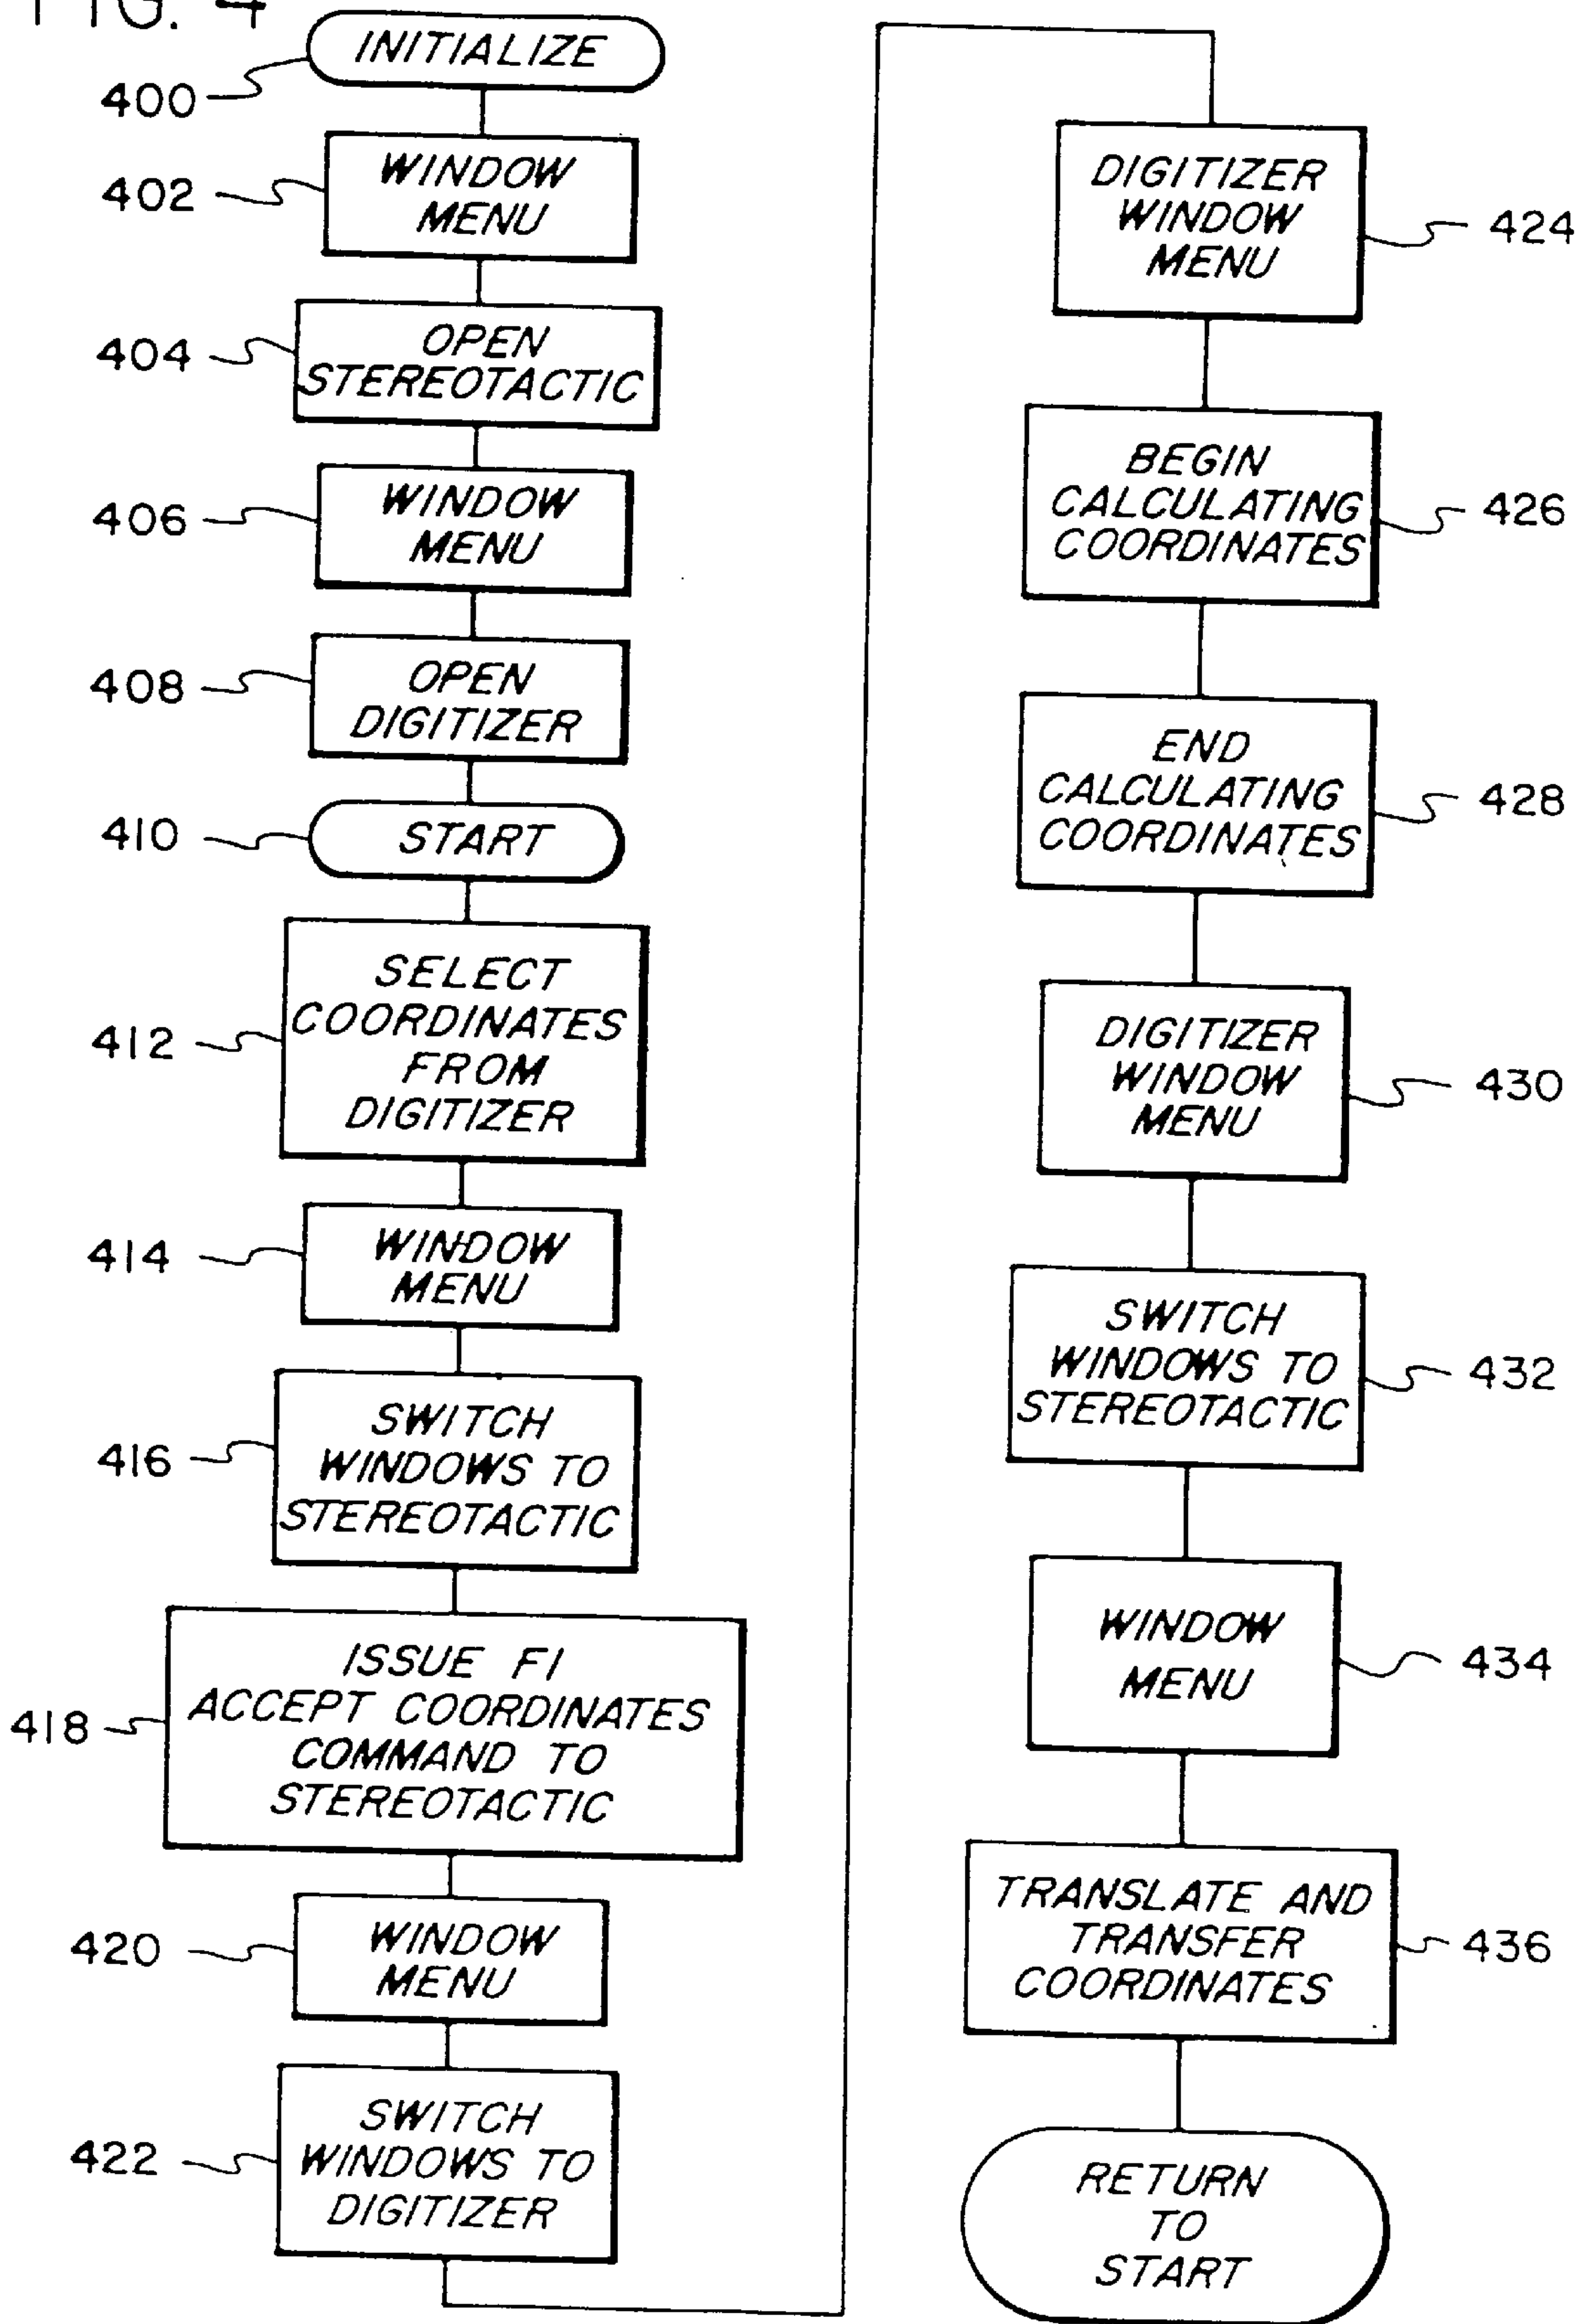 FIG. 4
INITIALIZE
400
WINDOW
MENU
402
OPEN
STEREOTACTIC
404
WINDOW
MENU
406
OPEN
DIGITIZER
408
START
410
SELECT
COORDINATES
FROM
DIGITIZER
412
WINDOW
MENU
414
SWITCH
WINDOWS TO
STEREOTACTIC
416
ISSUE F1
ACCEPT COORDINATES
COMMAND TO
STEREOTACTIC
418
WINDOW
MENU
420
SWITCH
WINDOWS TO
DIGITIZER
422
DIGITIZER
WINDOW
MENU
424
BEGIN
CALCULATING
COORDINATES
426
END
CALCULATING
COORDINATES
428
DIGITIZER
WINDOW
MENU
430
SWITCH
WINDOWS TO
STEREOTACTIC
432
WINDOW
MENU
434
TRANSLATE AND
TRANSFER
COORDINATES
436
RETURN
TO
START